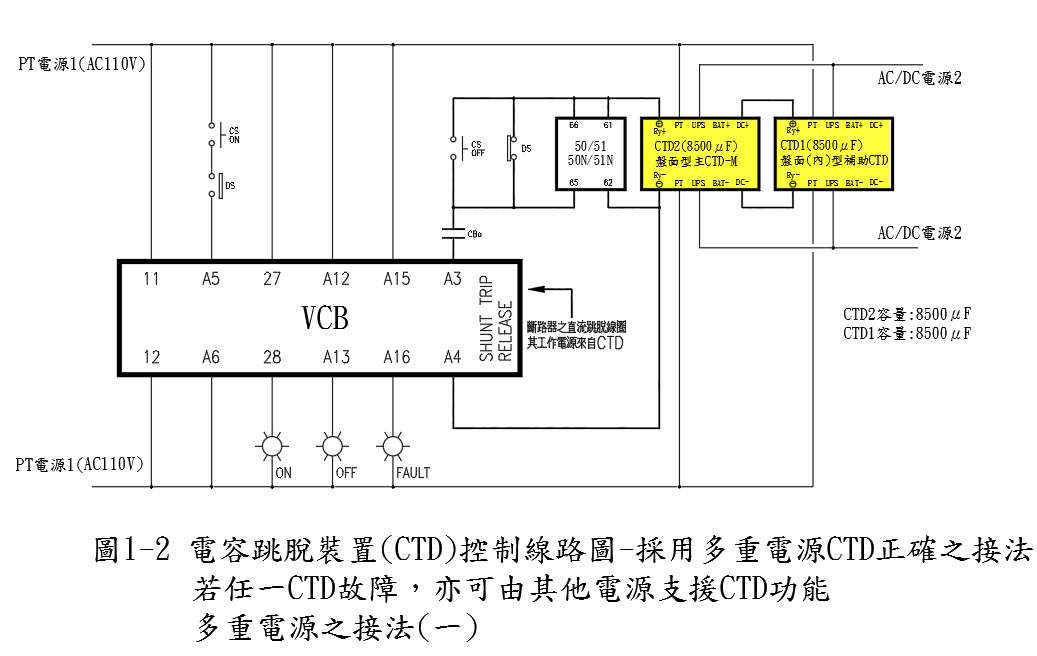 PT電源1(AC110V)
AC/DC電源2
CS
ON
DS
CS
OFF
DS
66 61
50/51
50N/51N
65 62
Ry+ PT UPS BAT+ DC+
CTD2(8500μF)
盤面型主CTD-M
Ry- PT UPS BAT- DC-
Ry+ PT UPS BAT+ DC+
CTD1(8500μF)
盤面(內)型補助CTD
Ry- PT UPS BAT- DC-
CBa
AC/DC電源2
11 A5 27 A12 A15 A3
VCB
SHUNT TRIP
RELEASE
12 A6 28 A13 A16 A4
斷路器之直流跳脫線圈
其工作電源來自CTD
CTD2容量:8500μF
CTD1容量:8500μF
PT電源1(AC110V)
ON
OFF
FAULT
圖1-2 電容跳脫裝置(CTD)控制線路圖-採用多重電源CTD正確之接法
若任一CTD故障，亦可由其他電源支援CTD功能
多重電源之接法(一)